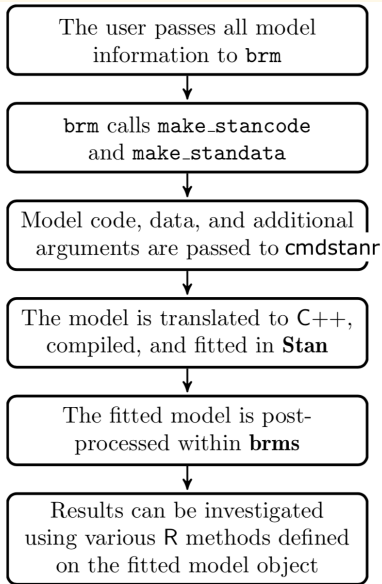 The user passes all model
information to brm
brm calls make_stancode
and make_standata
Model code, data, and additional
arguments are passed to cmdstanr
The model is translated to C++,
compiled, and fitted in Stan
The fitted model is post-
processed within brms
Results can be investigated
using various R methods defined
on the fitted model object